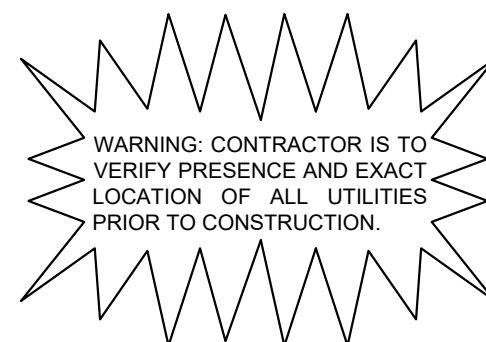 WARNING: CONTRACTOR IS TO
VERIFY PRESENCE AND EXACT
LOCATION OF ALL UTILITIES
PRIOR TO CONSTRUCTION.